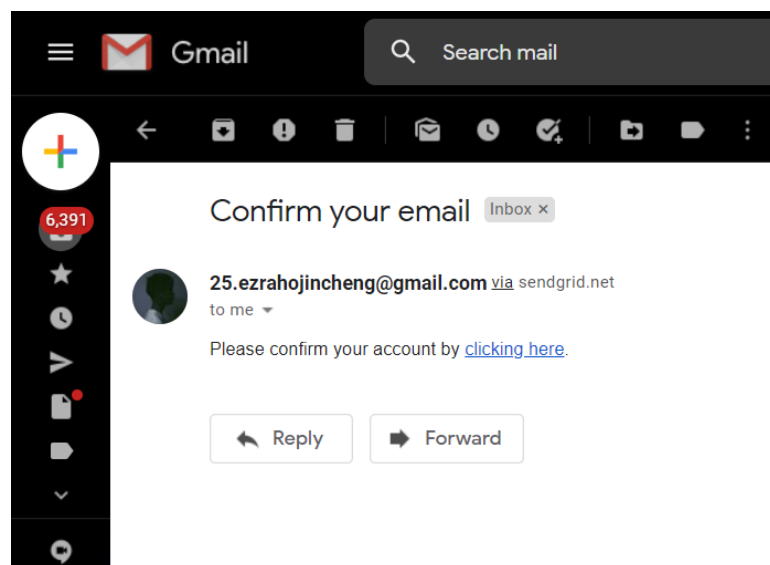 Gmail
Search mail
6,391
Confirm your email Inbox ×
25.ezrahojincheng@gmail.com via sendgrid.net
to me
Please confirm your account by clicking here.
Reply Forward